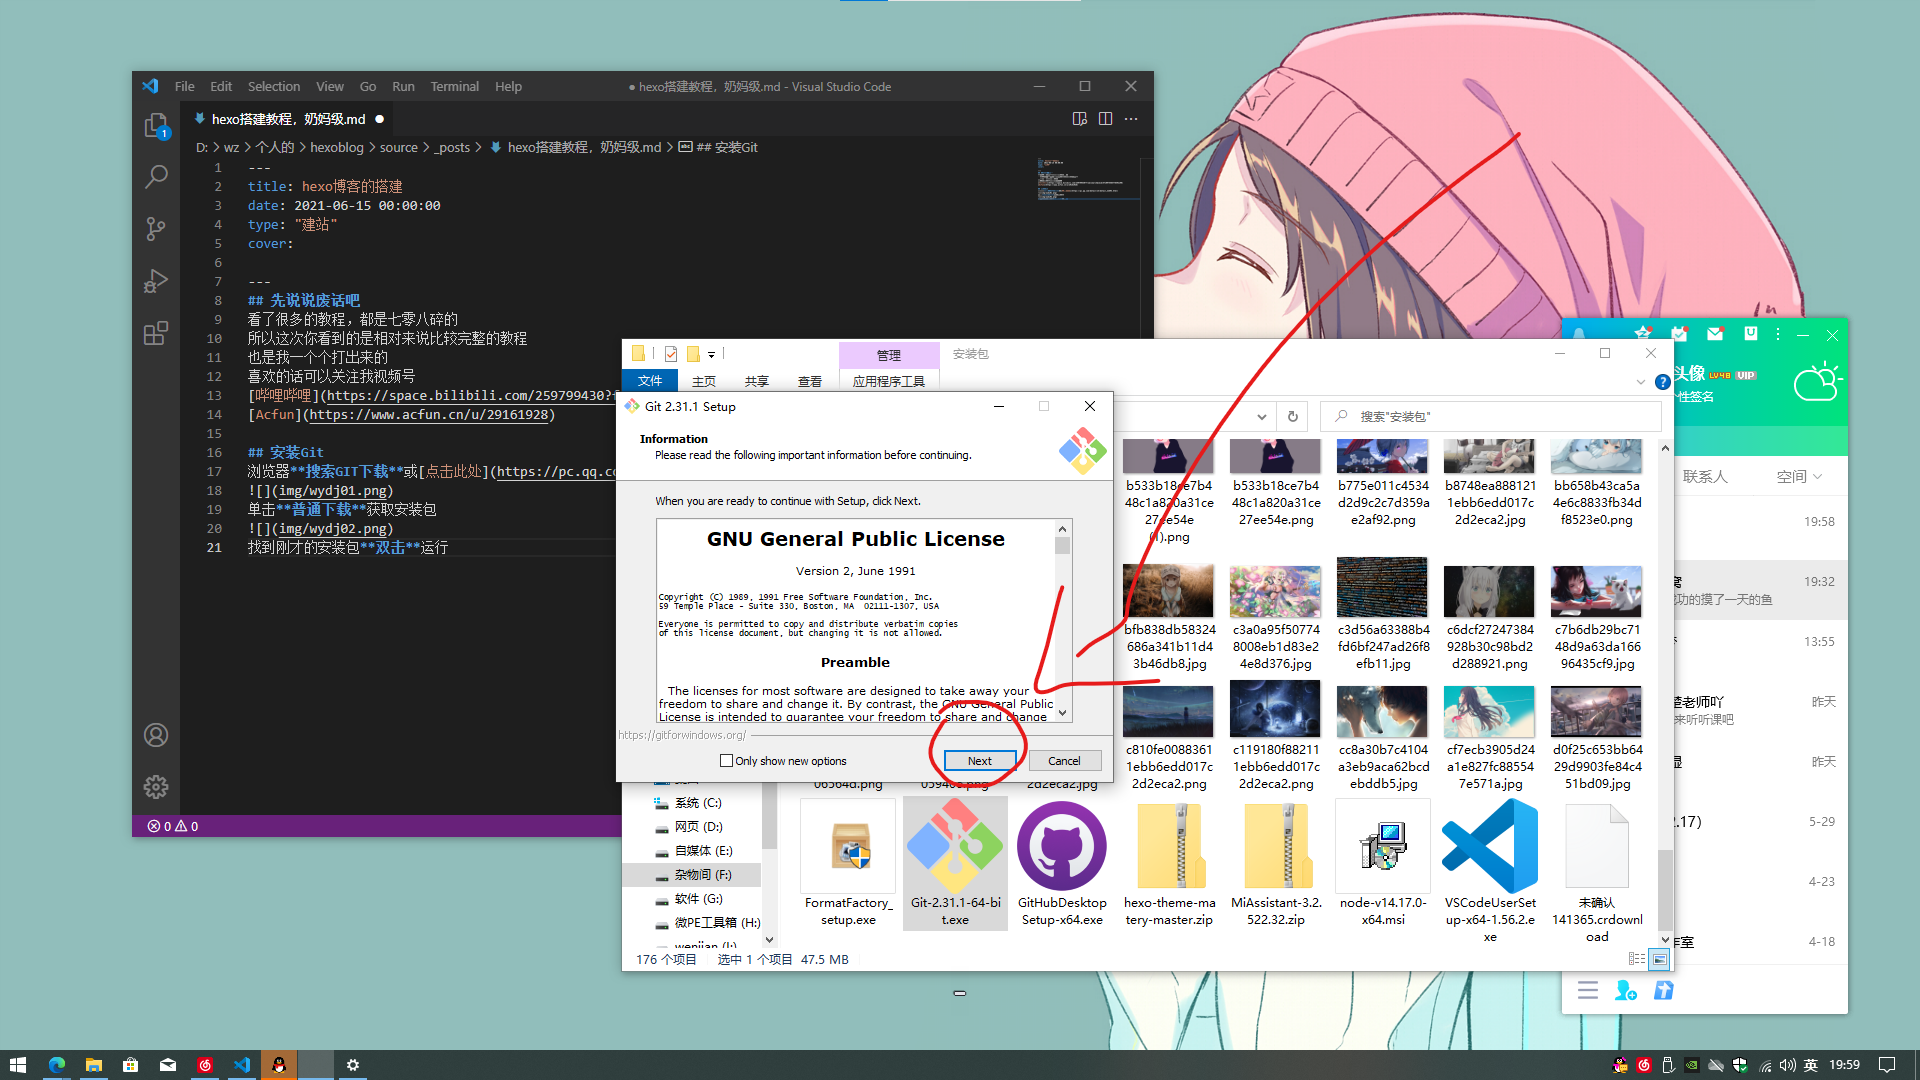 File Edit Selection View Go Run Terminal Help
● hexo搭建教程，奶妈级.md - Visual Studio Code
hexo搭建教程，奶妈级.md ●
1
D: > wz > 个人的 > hexoblog > source > _posts > hexo搭建教程，奶妈级.md > ## 安装Git
1 ---
2 title: hexo博客的搭建
3 date: 2021-06-15 00:00:00
4 type: "建站"
5 cover:
6
7 ---
8 ## 先说说废话吧
9 看了很多的教程，都是七零八碎的
10 所以这次你看到的是相对来说比较完整的教程
11 也是我一个个打出来的
12 喜欢的话可以关注我视频号
13 [哔哩哔哩](https://space.bilibili.com/259799430?
14 [Acfun](https://www.acfun.cn/u/29161928)
15
16 ## 安装Git
17 浏览器**搜索GIT下载**或[点击此处](https://pc.qq.co
18 ![](img/wydj01.png)
19 单击**普通下载**获取安装包
20 ![](img/wydj02.png)
21 找到刚才的安装包**双击**运行
0 0
管理 安装包
文件 主页 共享 查看 应用程序工具
搜索"安装包"
Git 2.31.1 Setup
Information
Please read the following important information before continuing.
When you are ready to continue with Setup, click Next.
GNU General Public License
Version 2, June 1991
Copyright (C) 1989, 1991 Free Software Foundation, Inc.
59 Temple Place - Suite 330, Boston, MA 02111-1307, USA
Everyone is permitted to copy and distribute verbatim copies
of this license document, but changing it is not allowed.
Preamble
The licenses for most software are designed to take away your
freedom to share and change it. By contrast, the GNU General Public
License is intended to guarantee your freedom to share and change
https://gitforwindows.org/
Only show new options
Next Cancel
b533b18ce7b448c1a820a31ce27ee54e (1).png
b533b18ce7b448c1a820a31ce27ee54e.png
b775e011c4534d2d9c2c7d359ae2af92.png
b8748ea8881211ebb6edd017c2d2eca2.jpg
bb658b43ca5a4e6c8833fb34df8523e0.png
bfb838db58324686a341b11d43b46db8.jpg
c3a0a95f507748008eb1d83e24e8d376.jpg
c3d56a63388b4fd6bf247ad26f8efb11.jpg
c6dcf27247384928b30c98bd2d288921.png
c7b6db29bc7148d9a63da16696435cf9.jpg
06564d.png
05940c.png
2d2eca2.jpg
c810fe00883611ebb6edd017c2d2eca2.png
c119180f882111ebb6edd017c2d2eca2.png
cc8a30b7c4104a3eb9aca62bcdebddb5.jpg
cf7ecb3905d24a1e827fc885547e571a.jpg
d0f25c653bb6429d9903fe84c451bd09.jpg
系统 (C:)
网页 (D:)
自媒体 (E:)
杂物间 (F:)
软件 (G:)
微PE工具箱 (H:)
wenjian (I:)
FormatFactory_setup.exe
Git-2.31.1-64-bit.exe
GitHubDesktopSetup-x64.exe
hexo-theme-matery-master.zip
MiAssistant-3.2.522.32.zip
node-v14.17.0-x64.msi
VSCodeUserSetup-x64-1.56.2.exe
未确认 141365.crdownload
176 个项目 选中 1 个项目 47.5 MB
头像 LV48 VIP
性签名
联系人 空间
19:58
19:32
功的摸了一天的鱼
13:55
楚老师吖 昨天
来听听课吧
昨天
2.17） 5-29
4-23
作室 4-18
英 19:59